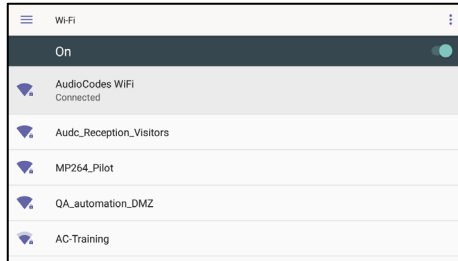 Wi-Fi
On
AudioCodes WiFi
Connected
Audc_Reception_Visitors
MP264_Pilot
QA_automation_DMZ
AC-Training